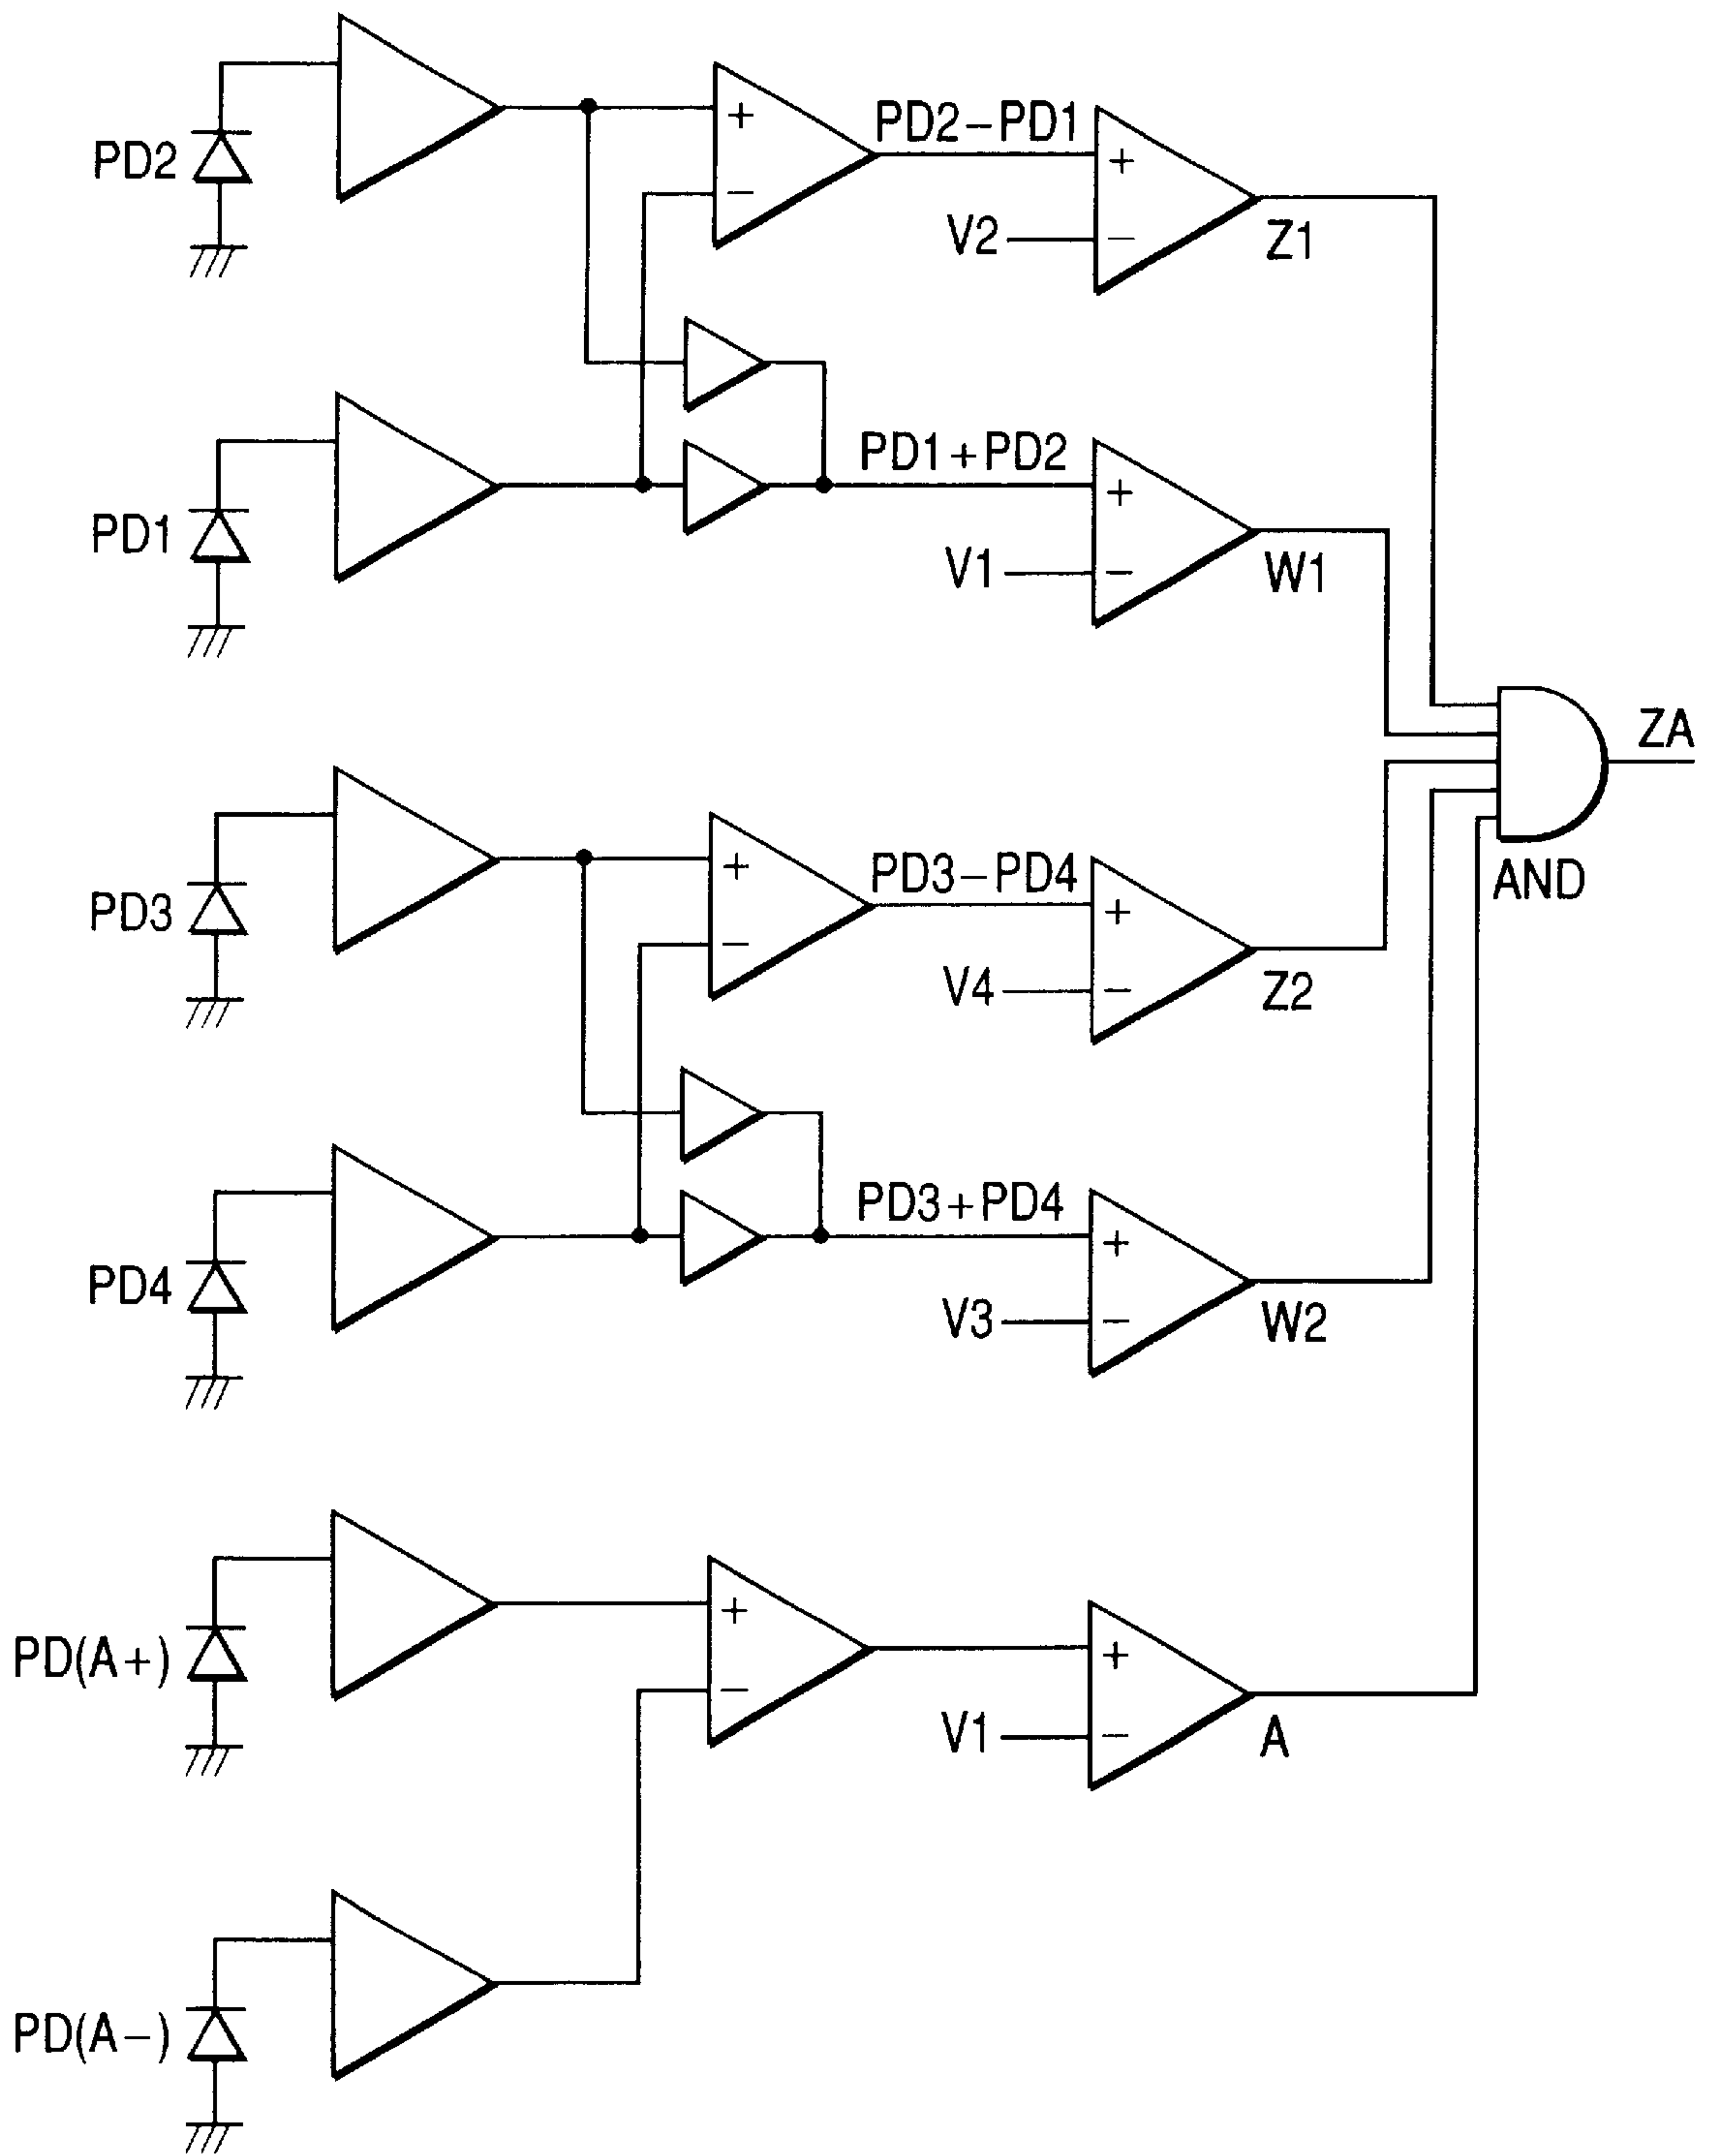 PD2
+
−
PD2−PD1
+
V2
−
Z1
PD1
PD1+PD2
+
V1
−
W1
ZA
AND
PD3
+
−
PD3−PD4
+
V4
−
Z2
PD4
PD3+PD4
+
V3
−
W2
PD(A+)
+
−
+
V1
−
A
PD(A−)